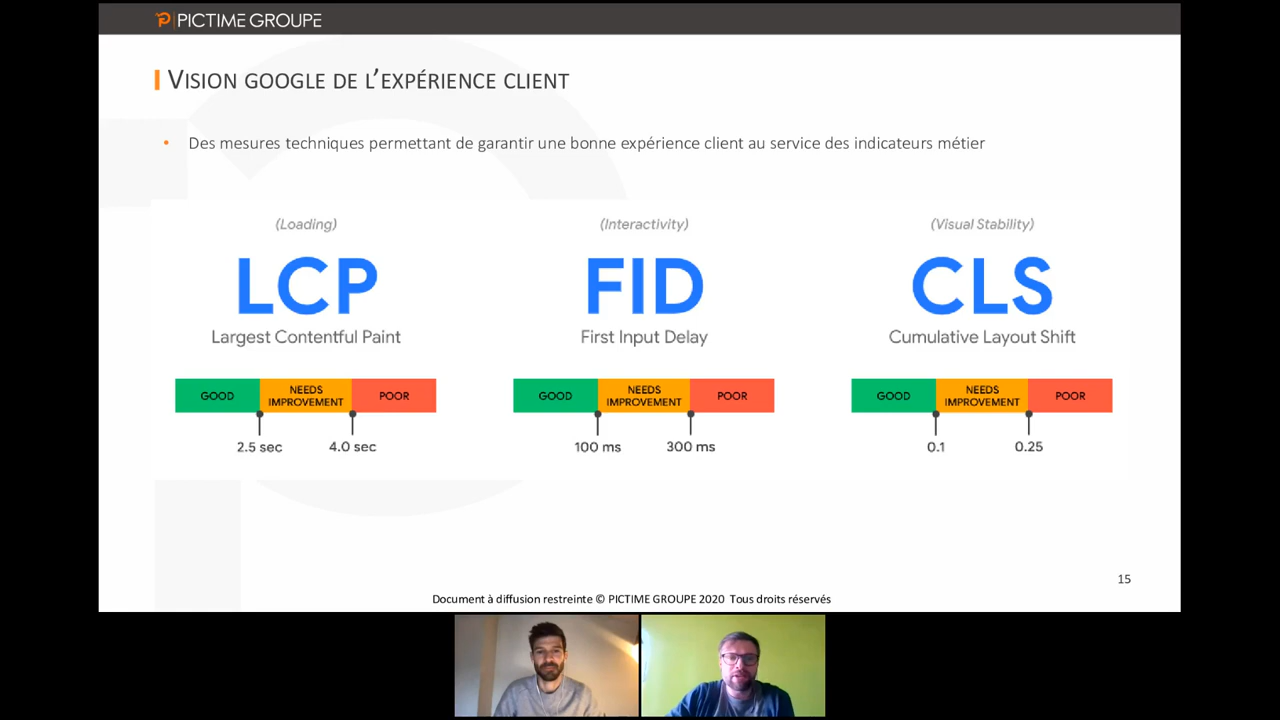 PICTIME GROUPE
VISION GOOGLE DE L'EXPÉRIENCE CLIENT
• Des mesures techniques permettant de garantir une bonne expérience client au service des indicateurs métier
(Loading)
LCP
Largest Contentful Paint
GOOD
NEEDS
IMPROVEMENT
POOR
2.5 sec
4.0 sec
(Interactivity)
FID
First Input Delay
GOOD
NEEDS
IMPROVEMENT
POOR
100 ms
300 ms
(Visual Stability)
CLS
Cumulative Layout Shift
GOOD
NEEDS
IMPROVEMENT
POOR
0.1
0.25
15
Document à diffusion restreinte © PICTIME GROUPE 2020 Tous droits réservés